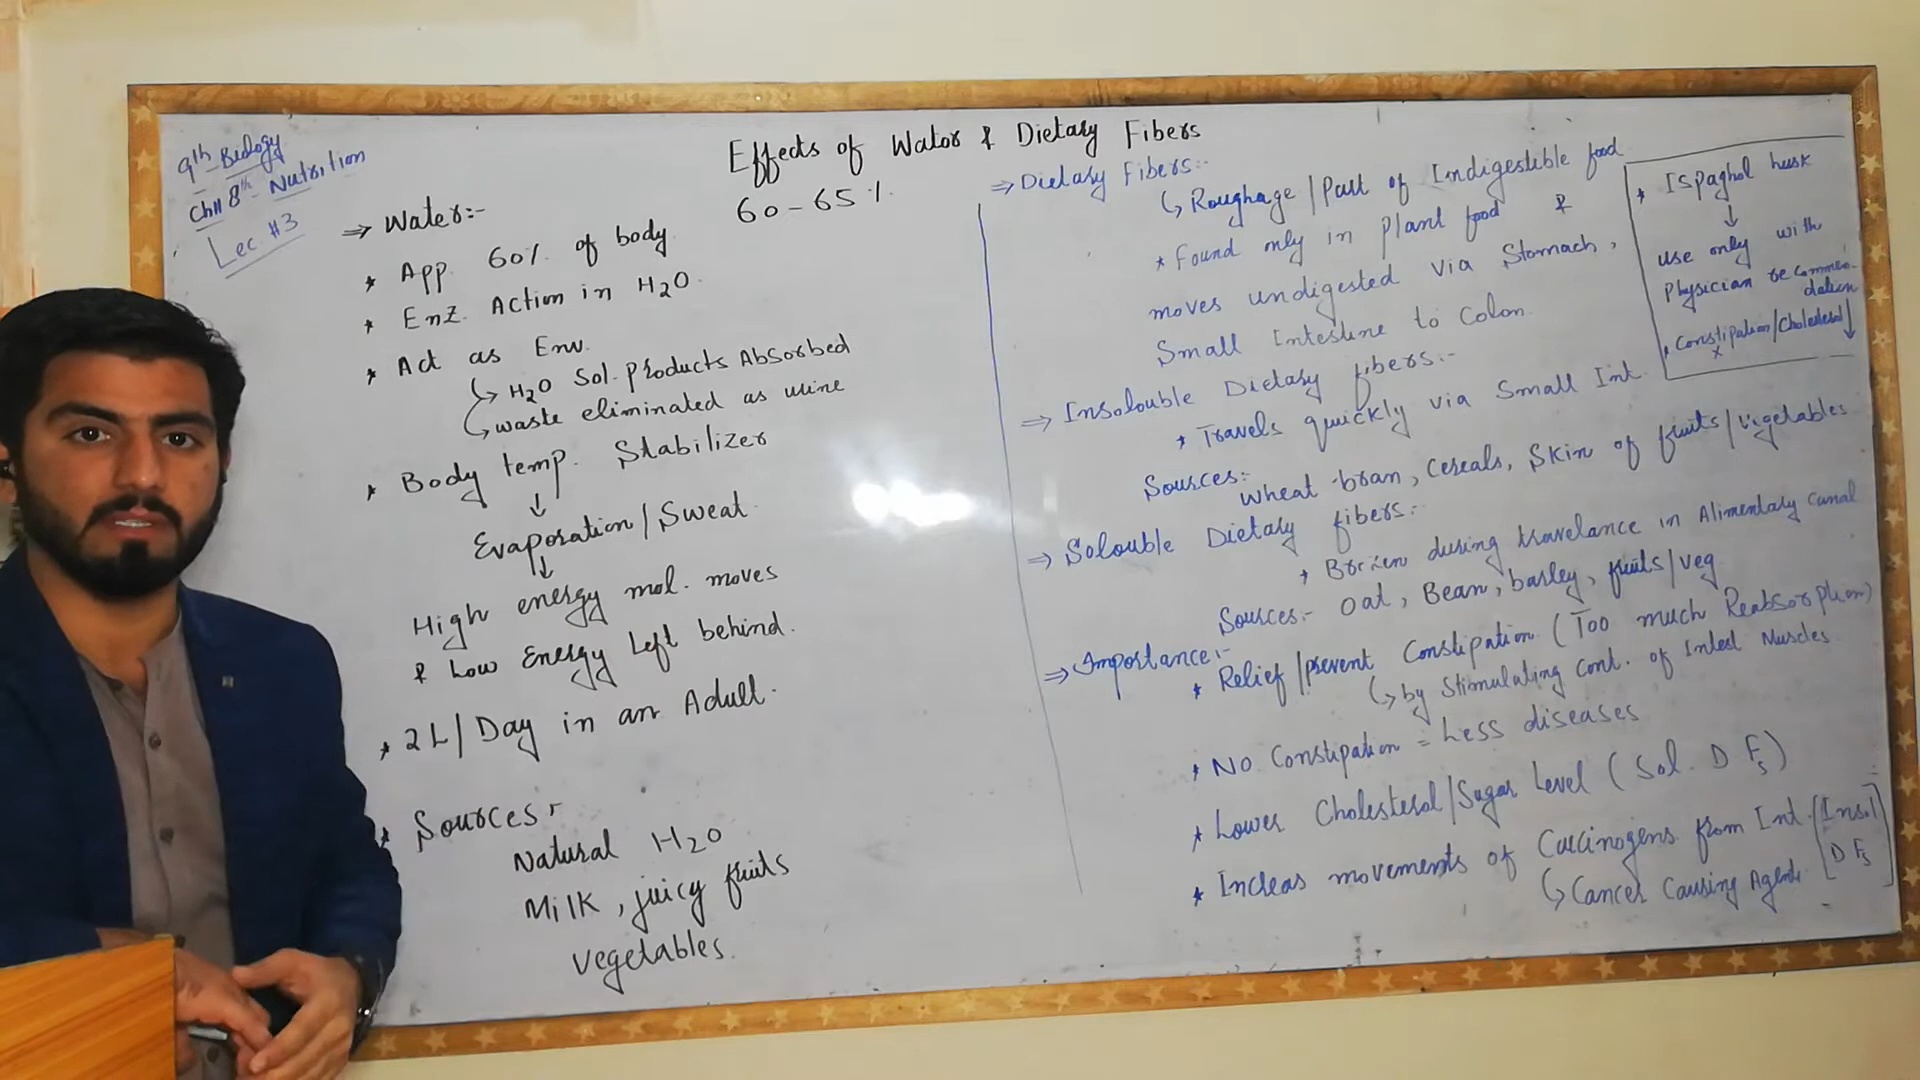 9th Biology
Ch# 8th Nutrition
Lec #3
Effects of Water & Dietary Fibers
60-65%
⇒ Water:-
* App. 60% of body
* Enz. Action in H2O.
* Act as Env.
↳ H2O Sol. Products Absorbed
↳ waste eliminated as urine
* Body temp. Stabilizer
↓
Evaporation/Sweat
↓
High energy mol. moves
& Low Energy Left behind.
* 2L/Day in an Adult.
* Sources:-
Natural H2O
Milk, juicy fruits
vegetables.
⇒ Dietary Fibers:-
↳ Roughage/Part of Indigestible food
* Found only in plant food &
moves undigested via Stomach,
Small Intestine to Colon.
⇒ Insolouble Dietary fibers:-
* Travels quickly via Small Int.
Sources:-
Wheat-bran, Cereals, Skin of fruits/vegetables
⇒ Solouble Dietary fibers:-
* during travelance in Alimentary Canal
Sources:- Oat, Bean, barley, fruits/veg
⇒ Importance:-
* Relief/prevent Constipation (Too much Reabsorption)
↳ by Stimulating Cont. of Intest Muscles
* No Constipation = Less diseases
* Lower Cholesterol/Sugar Level (Sol. D Fs)
* Increas movements of Carcinogens from Int. [Insol D Fs]
↳ Cancer Causing Agents
* Ispaghol husk
↓
use only with
Physician recommen-
dation
* Constipation/Cholesterol ↓
x